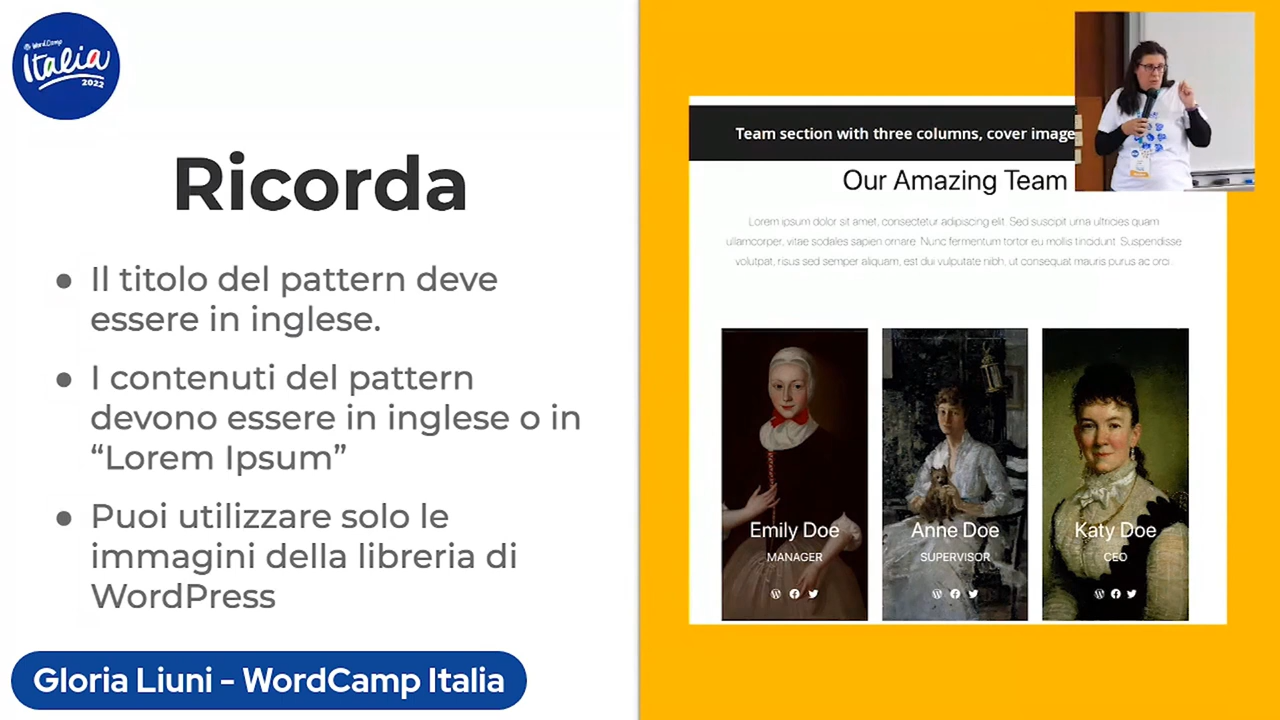 WordCamp
Italia
2022
Ricorda
• Il titolo del pattern deve
essere in inglese.
• I contenuti del pattern
devono essere in inglese o in
“Lorem Ipsum”
• Puoi utilizzare solo le
immagini della libreria di
WordPress
Gloria Liuni - WordCamp Italia
Team section with three columns, cover image
Our Amazing Team
Lorem ipsum dolor sit amet, consectetur adipiscing elit. Sed suscipit urna ultricies quam
ullamcorper, vitae sodales sapien ornare. Nunc fermentum tortor eu mollis tincidunt. Suspendisse
volutpat, risus sed semper aliquam, est dui vulputate nibh, ut consequat mauris purus ac orci.
Emily Doe
MANAGER
Anne Doe
SUPERVISOR
Katy Doe
CEO